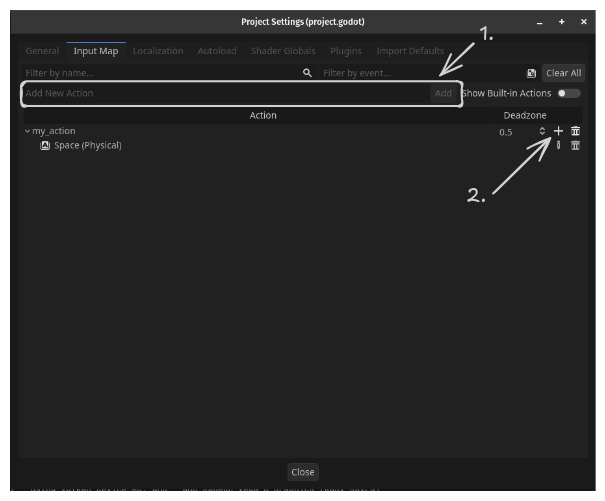 Project Settings (project.godot)
General Input Map Localization Autoload Shader Globals Plugins Import Defaults
1.
Filter by name... Filter by event... Clear All
Add New Action Add Show Built-in Actions
Action Deadzone
my_action 0.5
Space (Physical)
2.
Close